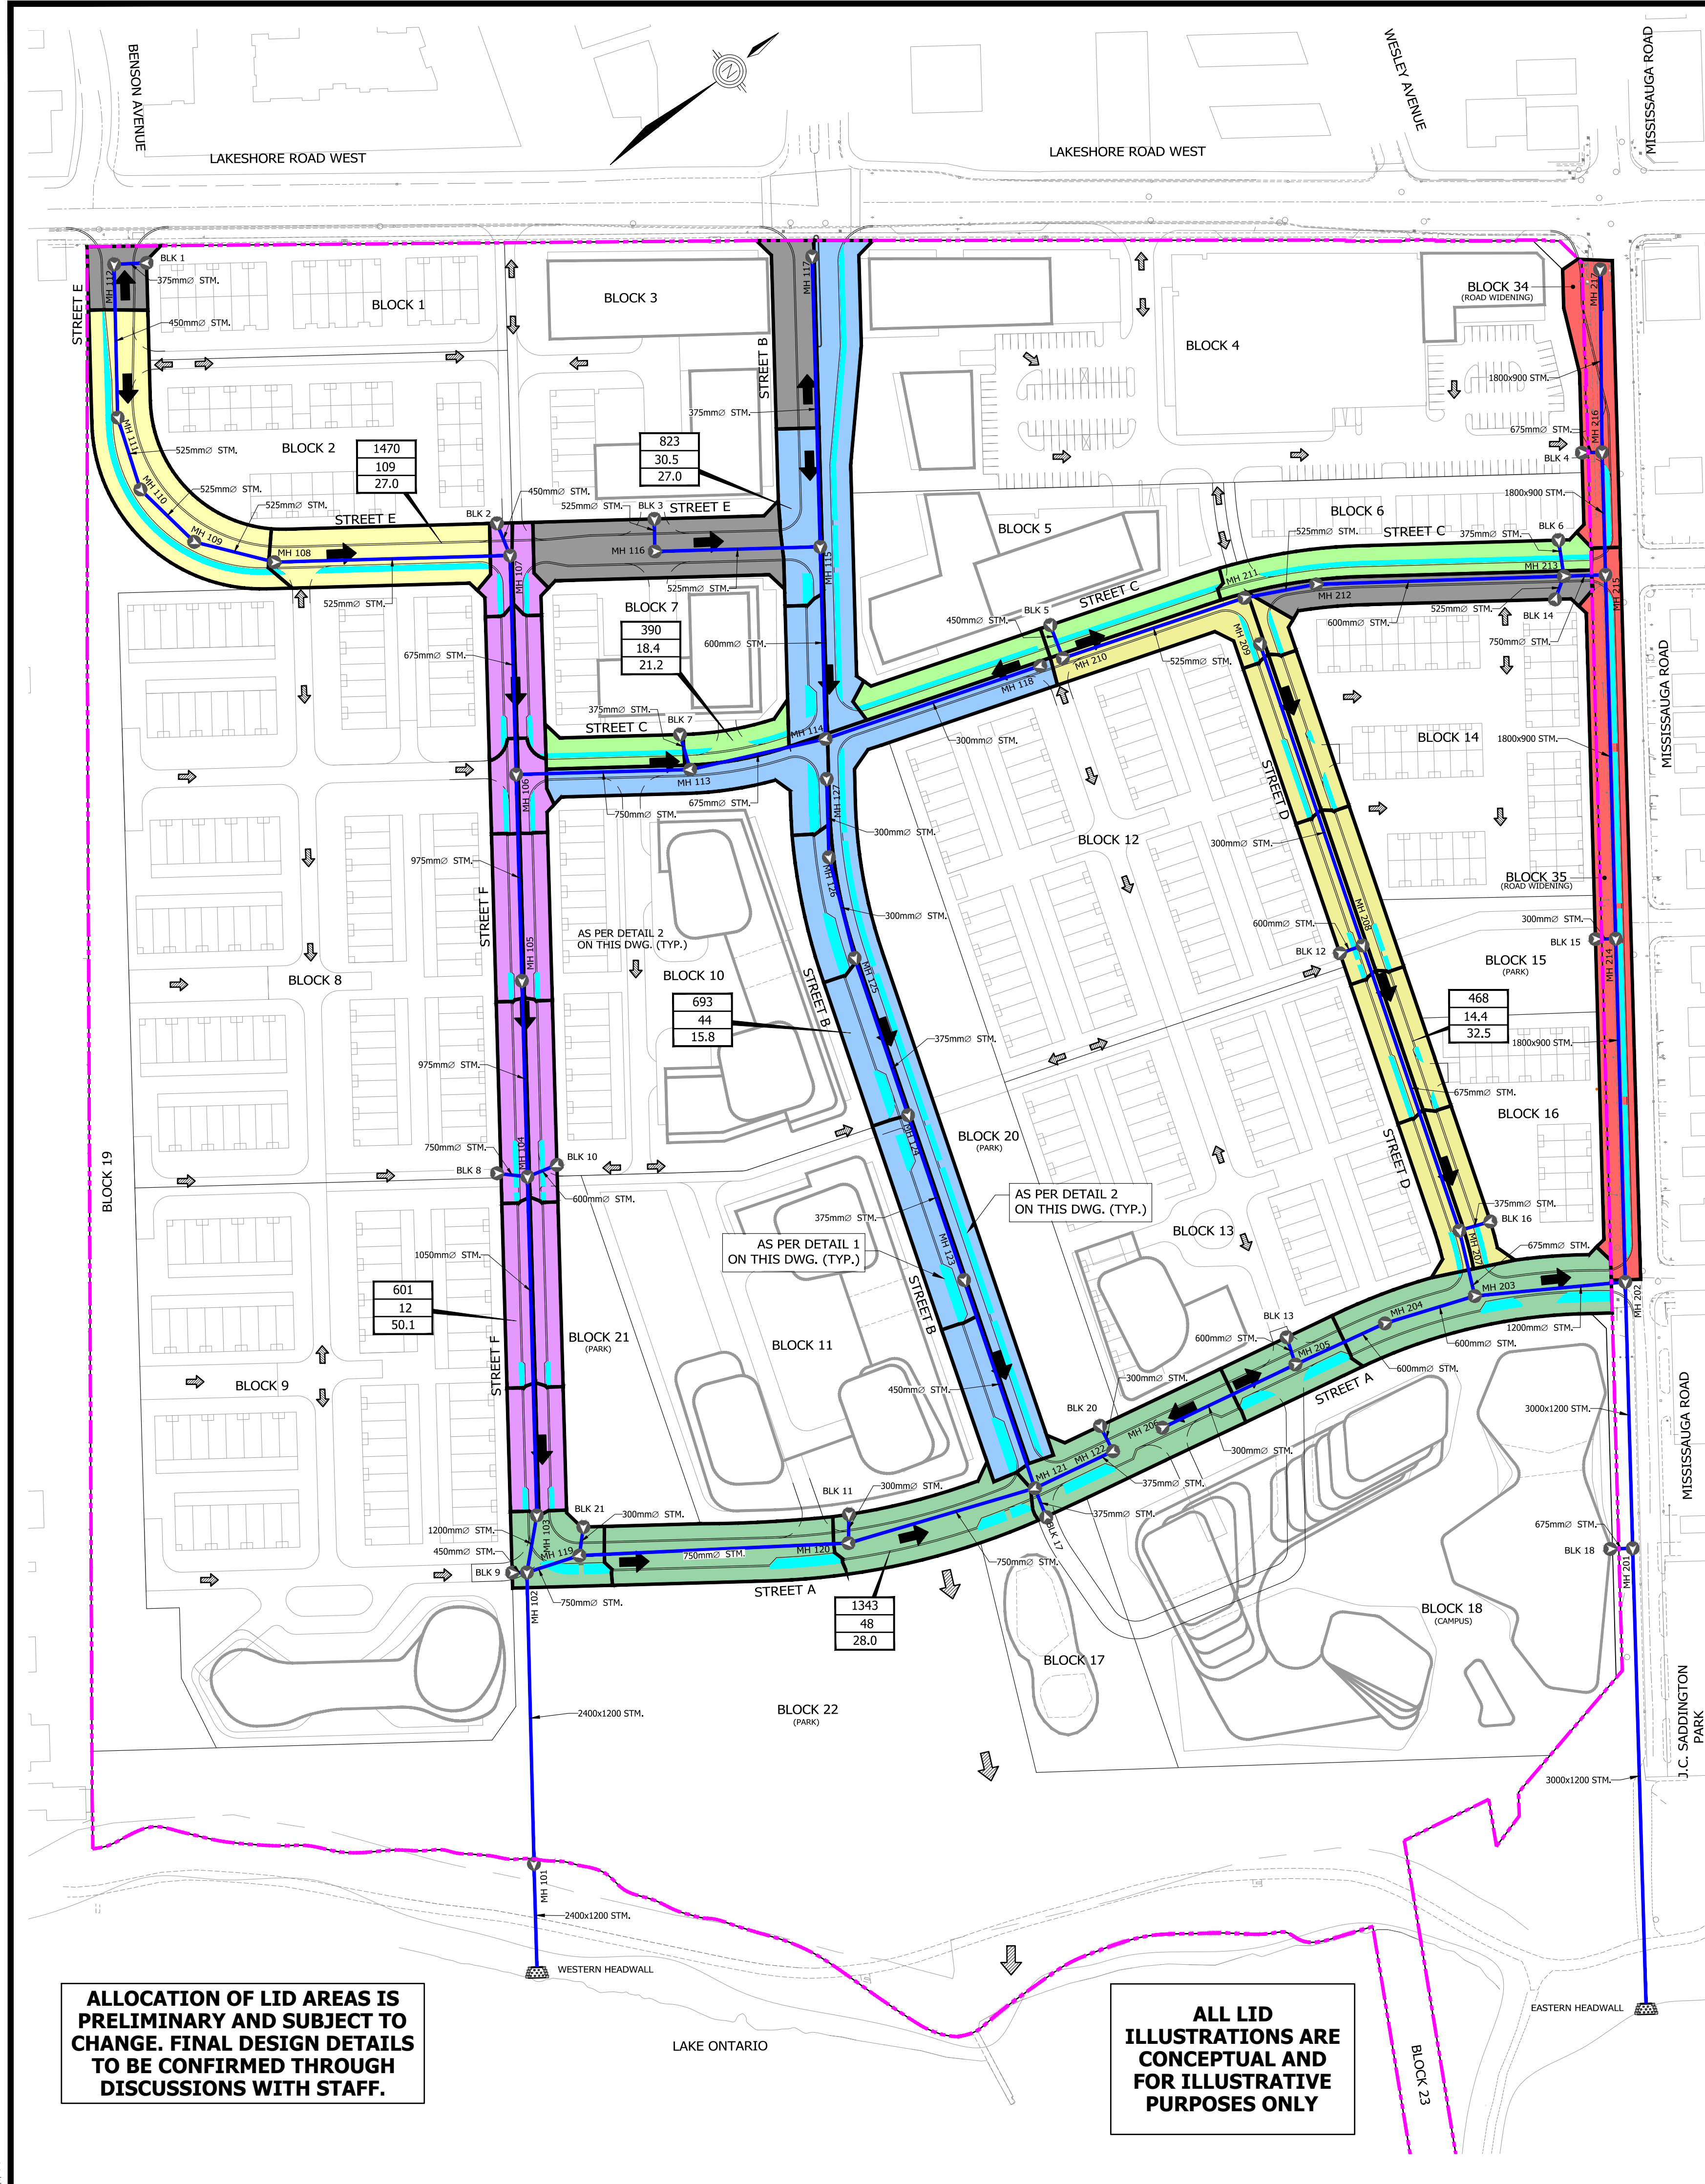 BENSON AVENUE
LAKESHORE ROAD WEST
N
LAKESHORE ROAD WEST
WESLEY AVENUE
MISSISSAUGA ROAD
STREET E
MH 112
BLK 1
375mmØ STM.
BLOCK 1
BLOCK 3
MH 117
BLOCK 34
(ROAD WIDENING)
MH 217
450mmØ STM.
STREET B
BLOCK 4
1800x900 STM.
375mmØ STM.
MH 216
675mmØ STM.
BLK 4
MH 111
525mmØ STM.
BLOCK 2
1470
109
27.0
823
30.5
27.0
MH 110
525mmØ STM.
525mmØ STM.
MH 109
STREET E
BLK 2
450mmØ STM.
525mmØ STM.
BLK 3
STREET E
1800x900 STM.
BLOCK 5
BLOCK 6
STREET C
525mmØ STM.
375mmØ STM.
BLK 6
MH 108
MH 107
MH 116
MH 115
525mmØ STM.
525mmØ STM.
MH 211
MH 212
MH 213
MH 215
525mmØ STM.
BLK 14
600mmØ STM.
750mmØ STM.
BLOCK 7
390
18.4
21.2
600mmØ STM.
BLK 5
450mmØ STM.
STREET C
MH 210
525mmØ STM.
MH 209
675mmØ STM.
MH 118
375mmØ STM.
BLK 7
STREET C
MH 114
300mmØ STM.
MISSISSAUGA ROAD
BLOCK 14
1800x900 STM.
MH 106
MH 113
675mmØ STM.
750mmØ STM.
MH 127
300mmØ STM.
STREET D
BLOCK 12
300mmØ STM.
975mmØ STM.
MH 126
300mmØ STM.
BLOCK 35
(ROAD WIDENING)
300mmØ STM.
BLK 15
MH 214
STREET F
AS PER DETAIL 2
ON THIS DWG. (TYP.)
MH 208
600mmØ STM.
BLK 12
BLOCK 15
(PARK)
BLOCK 8
MH 105
BLOCK 10
MH 125
STREET B
693
44
15.8
468
14.4
32.5
375mmØ STM.
1800x900 STM.
975mmØ STM.
675mmØ STM.
BLOCK 16
BLOCK 19
750mmØ STM.
MH 104
BLK 8
BLK 10
600mmØ STM.
MH 124
BLOCK 20
(PARK)
STREET D
AS PER DETAIL 2
ON THIS DWG. (TYP.)
375mmØ STM.
AS PER DETAIL 1
ON THIS DWG. (TYP.)
1050mmØ STM.
MH 123
BLOCK 13
375mmØ STM.
BLK 16
MH 207
675mmØ STM.
601
12
50.1
STREET B
MH 203
MH 202
MH 204
1200mmØ STM.
600mmØ STM.
BLK 13
600mmØ STM.
MH 205
600mmØ STM.
BLOCK 21
(PARK)
BLOCK 11
STREET F
BLOCK 9
450mmØ STM.
300mmØ STM.
STREET A
3000x1200 STM.
MISSISSAUGA ROAD
BLK 20
MH 206
MH 122
300mmØ STM.
375mmØ STM.
MH 121
375mmØ STM.
BLK 17
BLK 11
300mmØ STM.
BLK 21
300mmØ STM.
1200mmØ STM.
MH 103
450mmØ STM.
MH 119
BLK 9
MH 102
750mmØ STM.
750mmØ STM.
MH 120
STREET A
750mmØ STM.
1343
48
28.0
675mmØ STM.
BLK 18
MH 201
BLOCK 18
(CAMPUS)
BLOCK 17
BLOCK 22
(PARK)
2400x1200 STM.
J.C. SADDINGTON
PARK
3000x1200 STM.
MH 101
2400x1200 STM.
WESTERN HEADWALL
EASTERN HEADWALL
LAKE ONTARIO
BLOCK 23
ALLOCATION OF LID AREAS IS
PRELIMINARY AND SUBJECT TO
CHANGE. FINAL DESIGN DETAILS
TO BE CONFIRMED THROUGH
DISCUSSIONS WITH STAFF.
ALL LID
ILLUSTRATIONS ARE
CONCEPTUAL AND
FOR ILLUSTRATIVE
PURPOSES ONLY